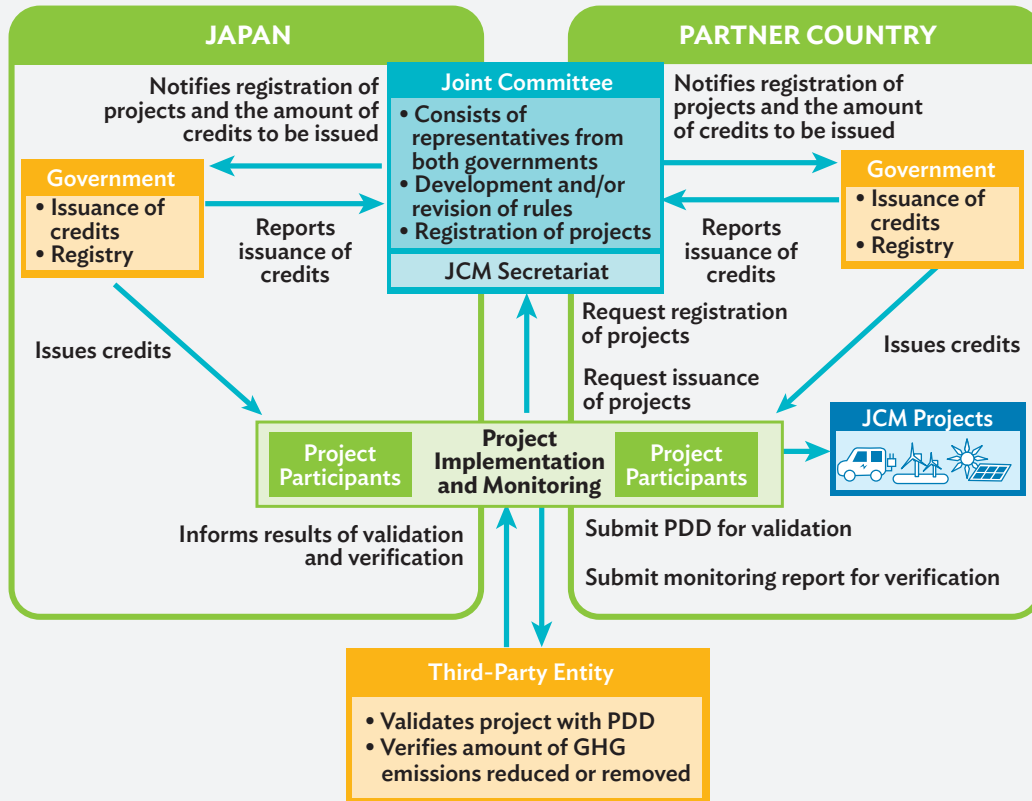 JAPAN
PARTNER COUNTRY
Notifies registration of
projects and the amount of
credits to be issued
Joint Committee
• Consists of
representatives from
both governments
• Development and/or
revision of rules
• Registration of projects
JCM Secretariat
Notifies registration of
projects and the amount
of credits to be issued
Government
• Issuance of
credits
• Registry
Reports
issuance of
credits
Reports
issuance of
credits
Government
• Issuance of
credits
• Registry
Issues credits
Request registration
of projects
Request issuance
of projects
Issues credits
Project
Participants
Project
Implementation
and Monitoring
Project
Participants
JCM Projects
Informs results of validation
and verification
Submit PDD for validation
Submit monitoring report for verification
Third-Party Entity
• Validates project with PDD
• Verifies amount of GHG
emissions reduced or removed